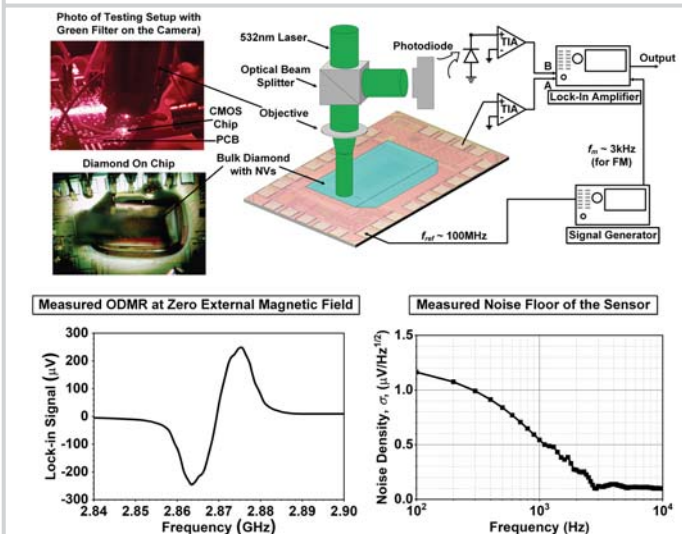 Photo of Testing Setup with
Green Filter on the Camera)
532nm Laser
Optical Beam
Splitter
Photodiode
TIA
B
A
TIA
Output
Lock-In Amplifier
CMOS
Chip
PCB
Objective
Diamond On Chip
Bulk Diamond
with NVs
fm ~ 3kHz
(for FM)
fref ~ 100MHz
Signal Generator
Measured ODMR at Zero External Magnetic Field
Lock-in Signal (μV)
300
200
100
0
-100
-200
-300
2.84 2.85 2.86 2.87 2.88 2.89 2.90
Frequency (GHz)
Measured Noise Floor of the Sensor
Noise Density, σ, (μV/Hz1/2)
1.5
1.0
0.5
0.0
10² 10³ 10⁴
Frequency (Hz)